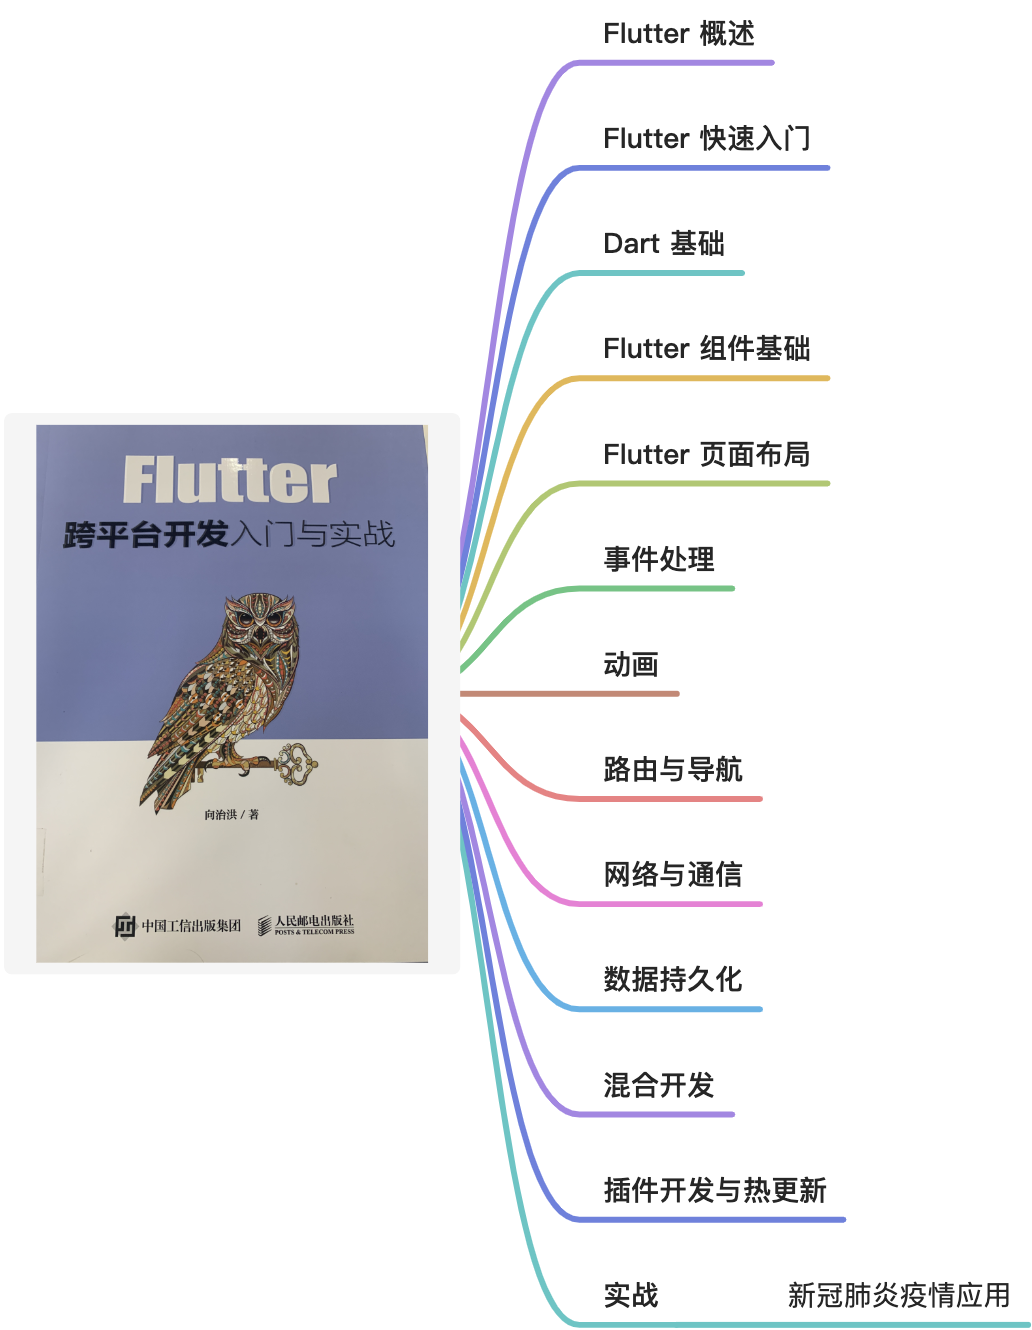 Flutter 概述
Flutter 快速入门
Dart 基础
Flutter 组件基础
Flutter 页面布局
事件处理
动画
路由与导航
网络与通信
数据持久化
混合开发
插件开发与热更新
实战 新冠肺炎疫情应用
Flutter
跨平台开发入门与实战
向治洪 / 著
中国工信出版集团 人民邮电出版社
POSTS & TELECOM PRESS